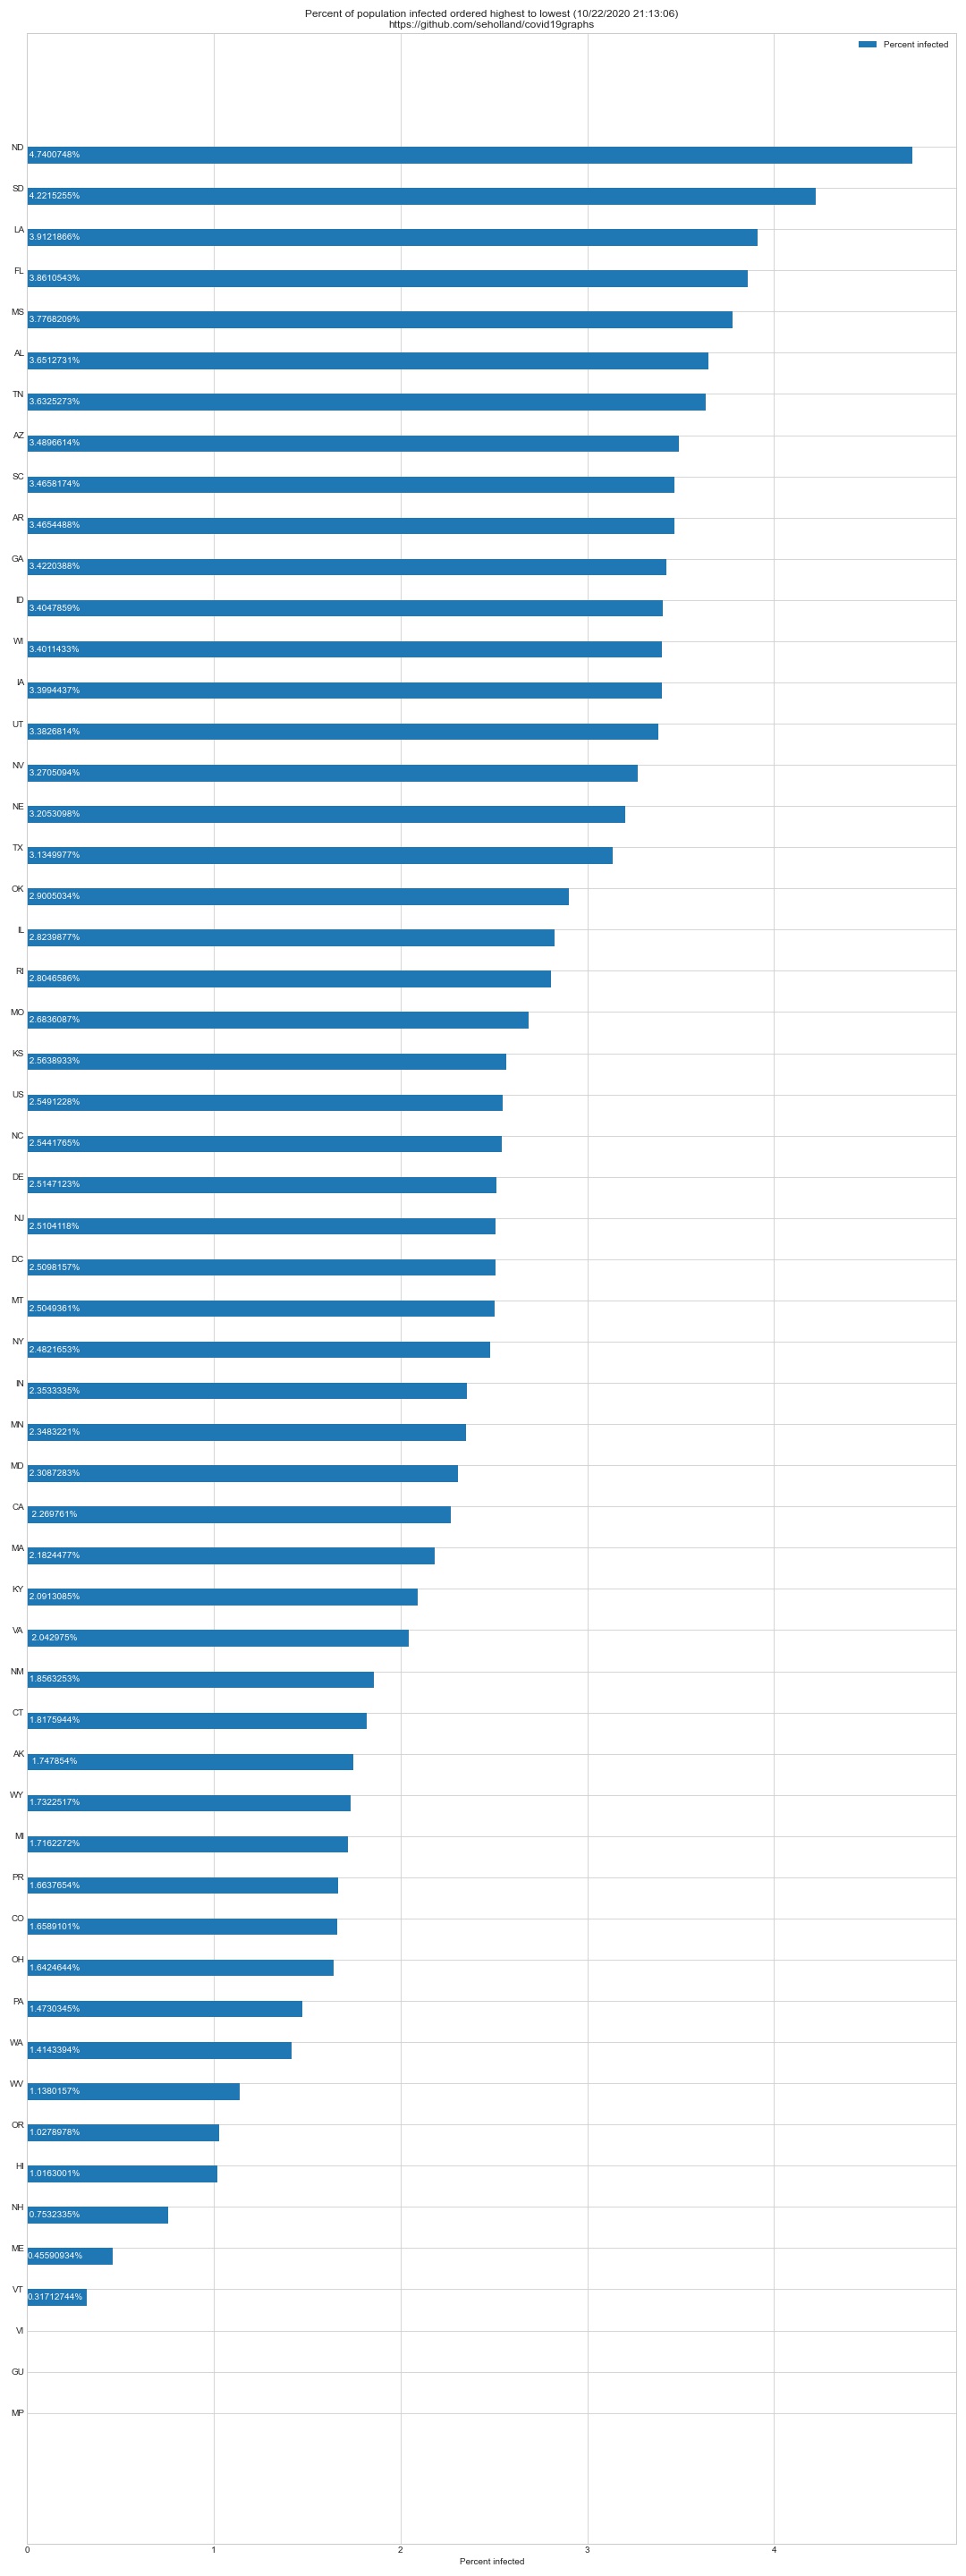 Percent of population infected ordered highest to lowest (10/22/2020 21:13:06)
https://github.com/seholland/covid19graphs
Percent infected
ND 4.7400748%
SD 4.2215255%
LA 3.9121866%
FL 3.8610543%
MS 3.7768209%
AL 3.6512731%
TN 3.6325273%
AZ 3.4896614%
SC 3.4658174%
AR 3.4654488%
GA 3.4220388%
ID 3.4047859%
WI 3.4011433%
IA 3.3994437%
UT 3.3826814%
NV 3.2705094%
NE 3.2053098%
TX 3.1349977%
OK 2.9005034%
IL 2.8239877%
RI 2.8046586%
MO 2.6836087%
KS 2.5638933%
US 2.5491228%
NC 2.5441765%
DE 2.5147123%
NJ 2.5104118%
DC 2.5098157%
MT 2.5049361%
NY 2.4821653%
IN 2.3533335%
MN 2.3483221%
MD 2.3087283%
CA 2.269761%
MA 2.1824477%
KY 2.0913085%
VA 2.042975%
NM 1.8563253%
CT 1.8175944%
AK 1.747854%
WY 1.7322517%
MI 1.7162272%
PR 1.6637654%
CO 1.6589101%
OH 1.6424644%
PA 1.4730345%
WA 1.4143394%
WV 1.1380157%
OR 1.0278978%
HI 1.0163001%
NH 0.7532335%
ME 0.45590934%
VT 0.31712744%
VI
GU
MP
0 1 2 3 4
Percent infected